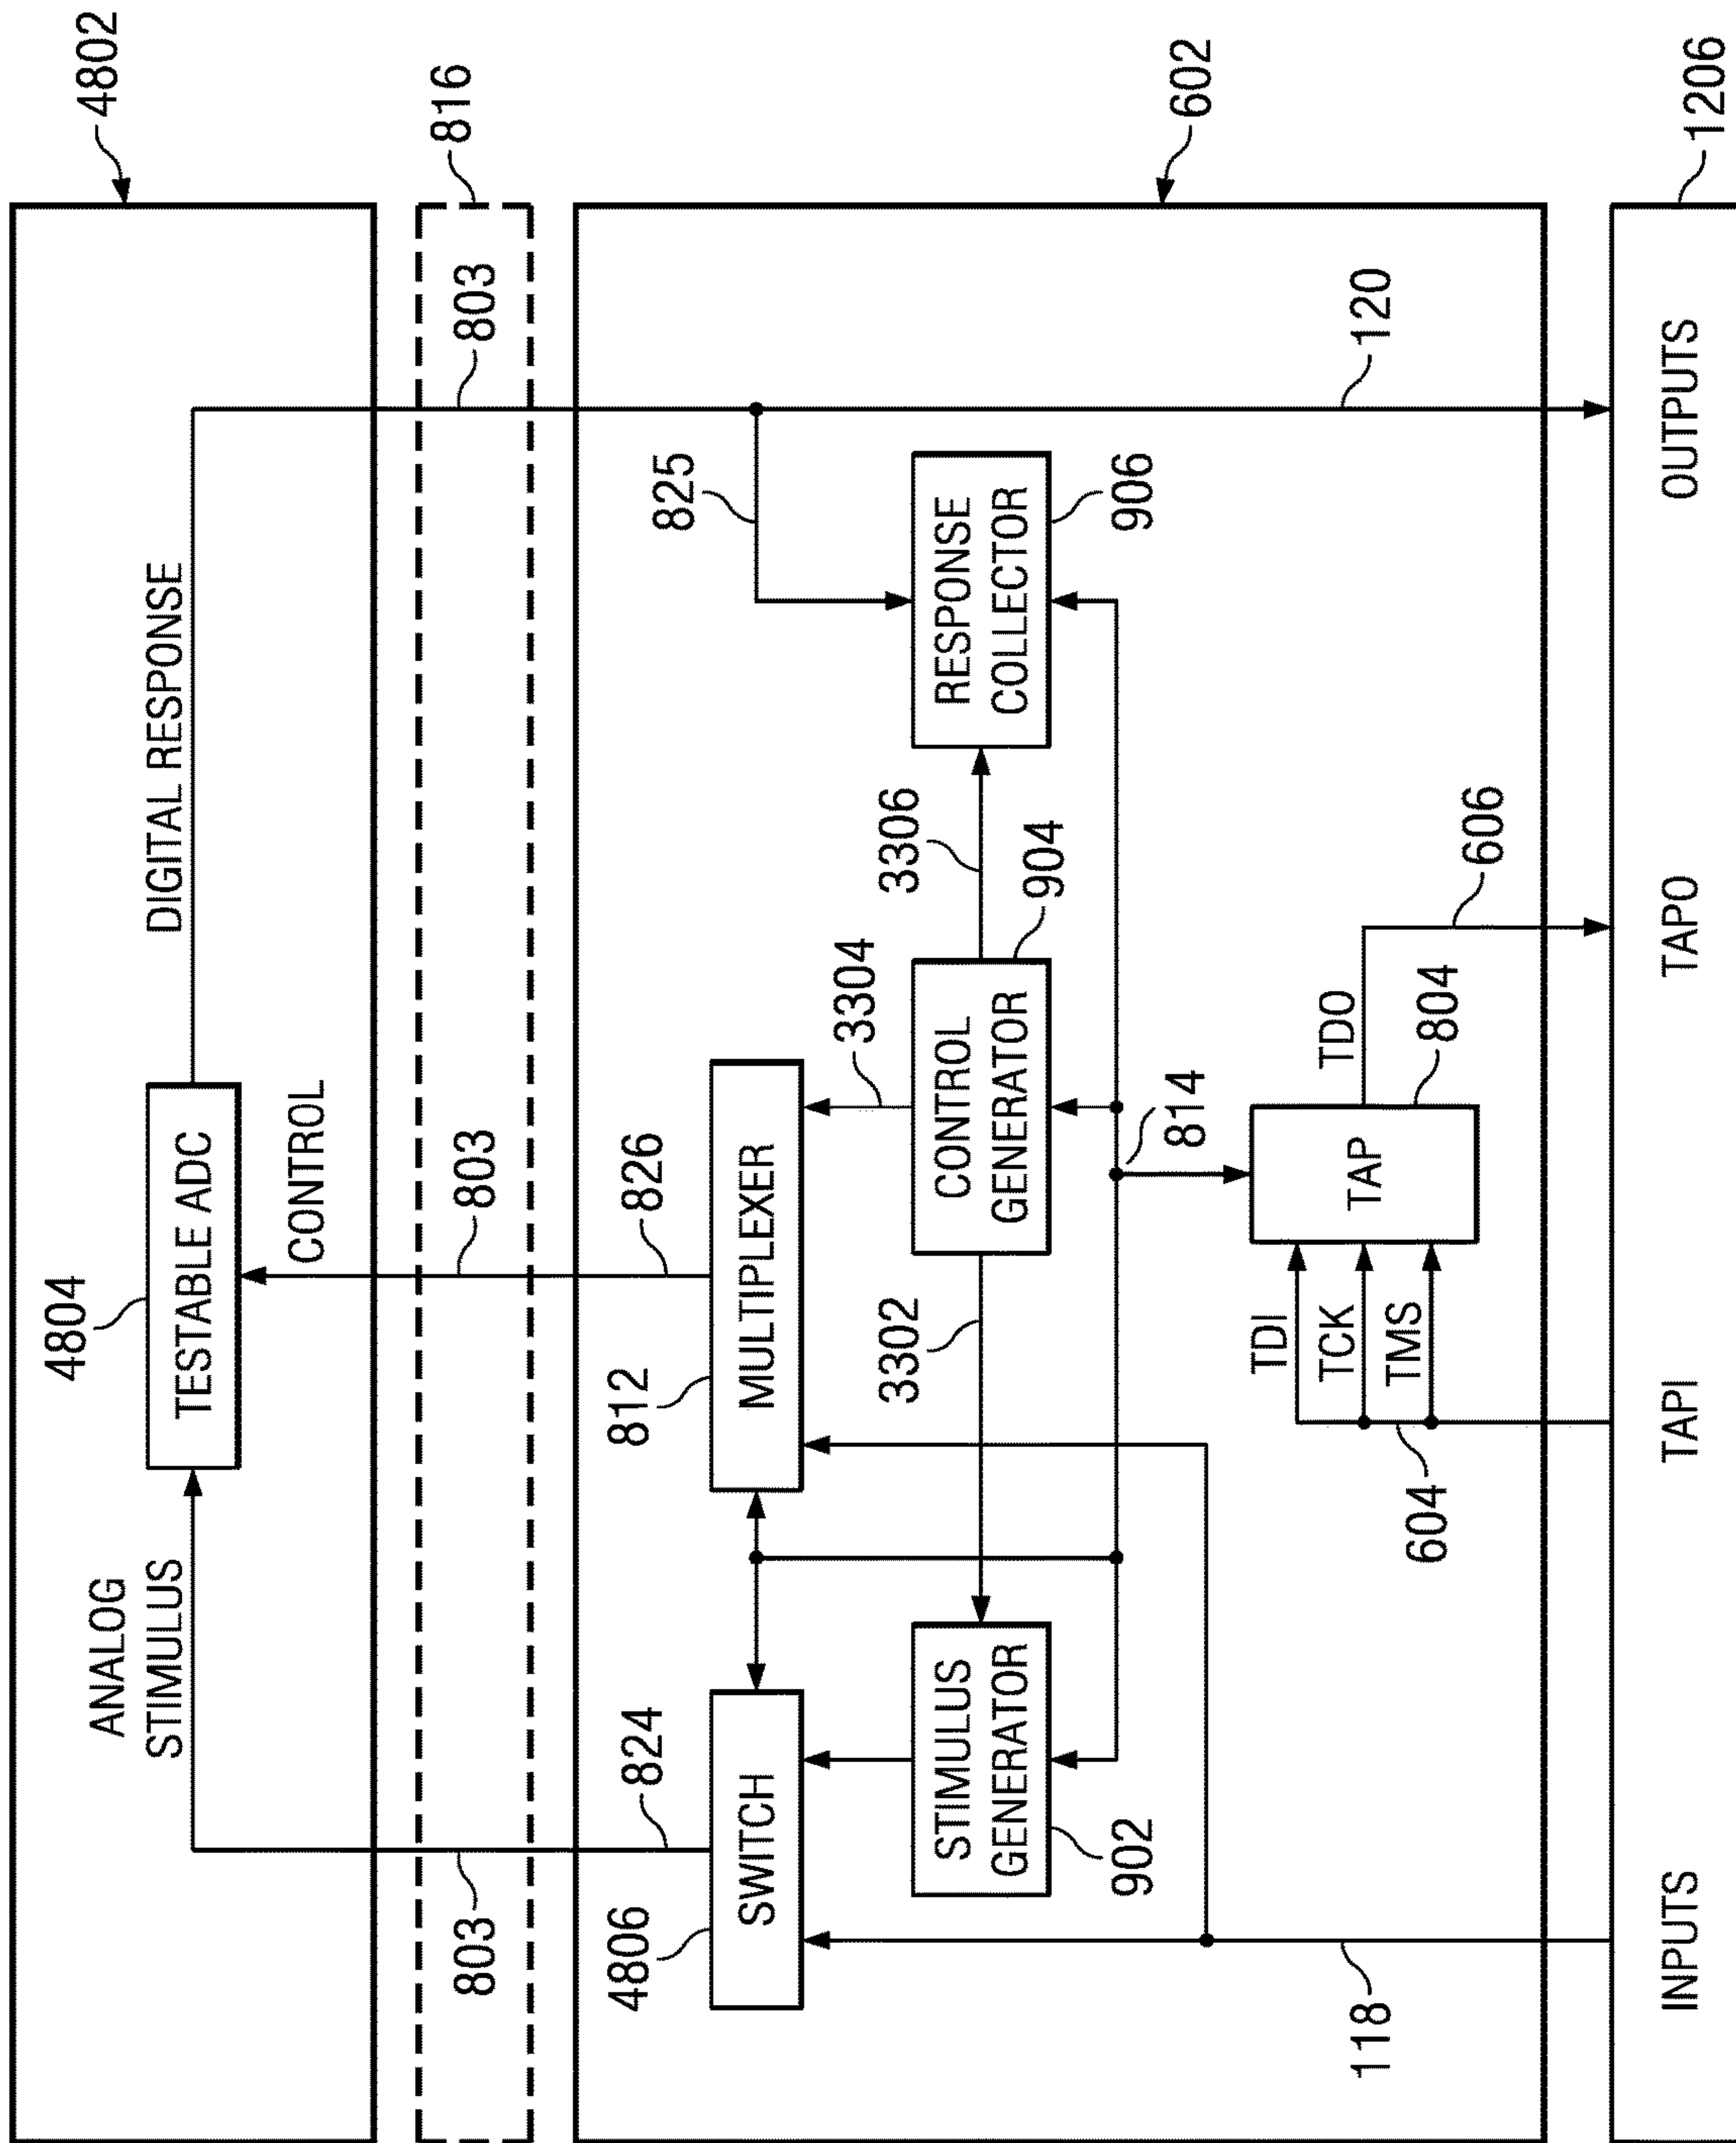 4802
4804
ANALOG
STIMULUS
TESTABLE ADC
DIGITAL RESPONSE
CONTROL
816
803
803
803
602
4806
824
812
826
825
SWITCH
MULTIPLEXER
3304
3302
3306
904
STIMULUS
GENERATOR
CONTROL
GENERATOR
RESPONSE
COLLECTOR
902
906
814
TDI
TCK
TMS
TAP
TDO
804
118
604
606
120
1206
INPUTS
TAPI
TAPO
OUTPUTS